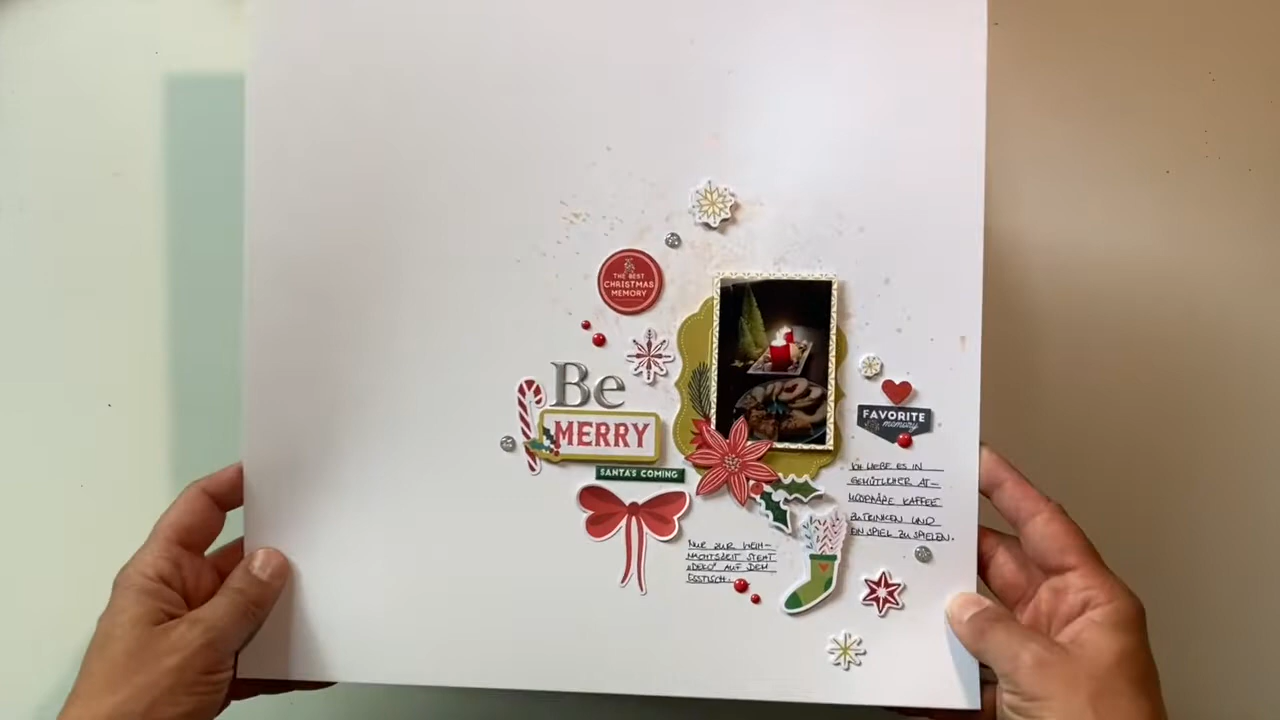 THE BEST
CHRISTMAS
MEMORY
Be
MERRY
SANTA'S COMING
FAVORITE
memory
ICH LIEBE ES IN
GEMÜTLICHER AT-
MOSPHÄRE KAFFEE
ZU TRINKEN UND
EIN SPIEL ZU SPIELEN.
NUR ZUR WEIH-
NACHTSZEIT STEHT
„DEKO" AUF DEM
ESSTISCH.